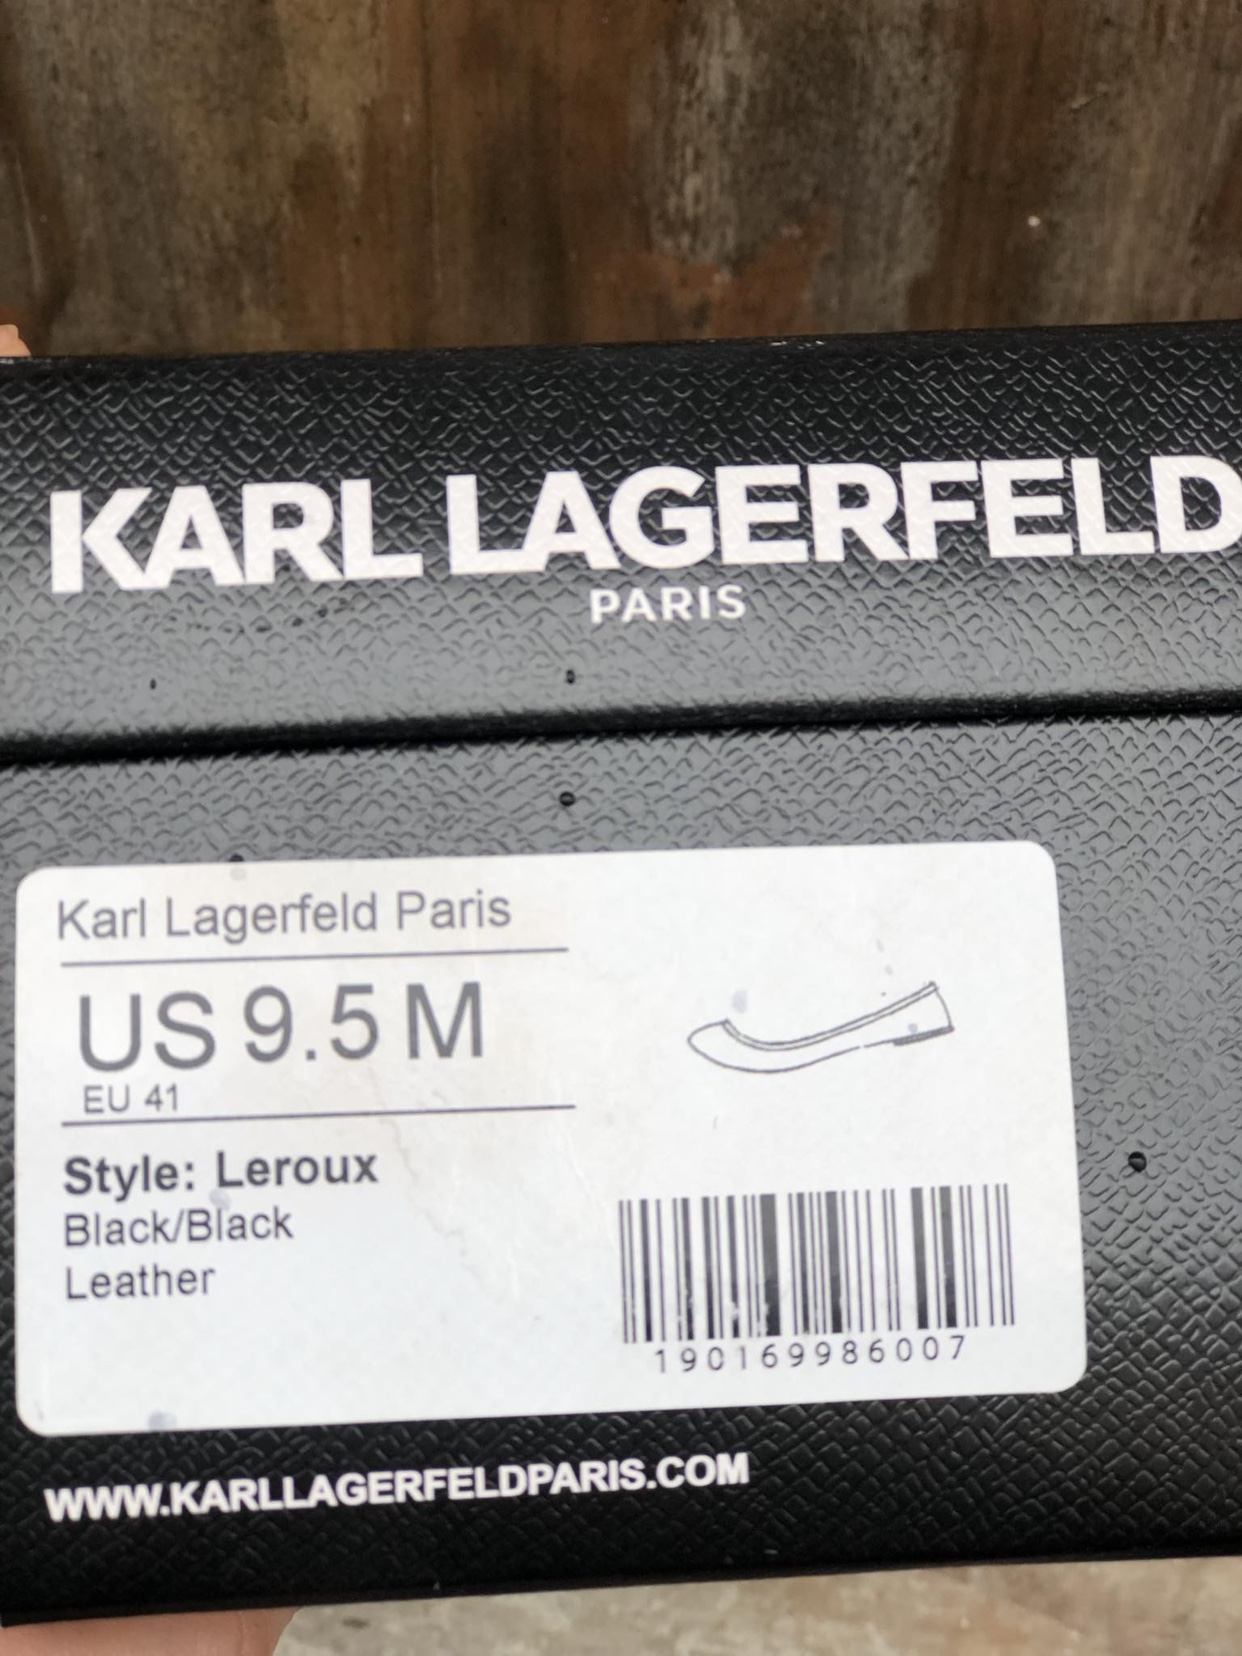 KARL LAGERFELD
PARIS
Karl Lagerfeld Paris
US 9.5 M
EU 41
Style: Leroux
Black/Black
Leather
190169986007
WWW.KARLLAGERFELDPARIS.COM